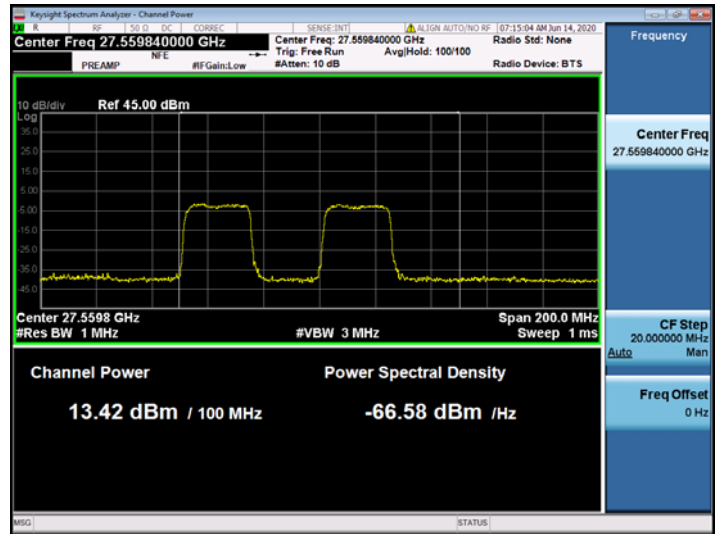 Keysight Spectrum Analyzer - Channel Power
R RF 50 Ω DC CORREC SENSE:INT ALIGN AUTO/NO RF 07:15:04 AM Jun 14, 2020
Center Freq 27.559840000 GHz
NFE
PREAMP #IFGain:Low
Center Freq: 27.559840000 GHz Radio Std: None
Trig: Free Run Avg|Hold: 100/100
#Atten: 10 dB Radio Device: BTS
10 dB/div Ref 45.00 dBm
Log
35.0
25.0
15.0
5.00
-5.00
-15.0
-25.0
-35.0
-45.0
Center 27.5598 GHz Span 200.0 MHz
#Res BW 1 MHz #VBW 3 MHz Sweep 1 ms
Channel Power Power Spectral Density
13.42 dBm / 100 MHz -66.58 dBm /Hz
Frequency
Center Freq
27.559840000 GHz
CF Step
20.000000 MHz
Auto Man
Freq Offset
0 Hz
MSG STATUS